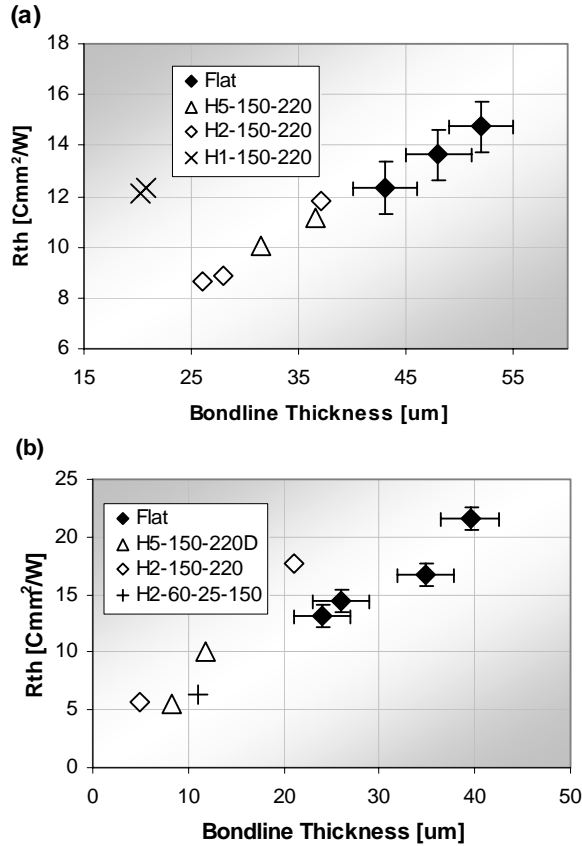 (a)
18
16
14
12
10
8
6
Rth [Cmm²/W]
Flat
H5-150-220
H2-150-220
H1-150-220
15 25 35 45 55
Bondline Thickness [um]
(b)
25
20
15
10
5
0
Rth [Cmm²/W]
Flat
H5-150-220D
H2-150-220
H2-60-25-150
0 10 20 30 40 50
Bondline Thickness [um]